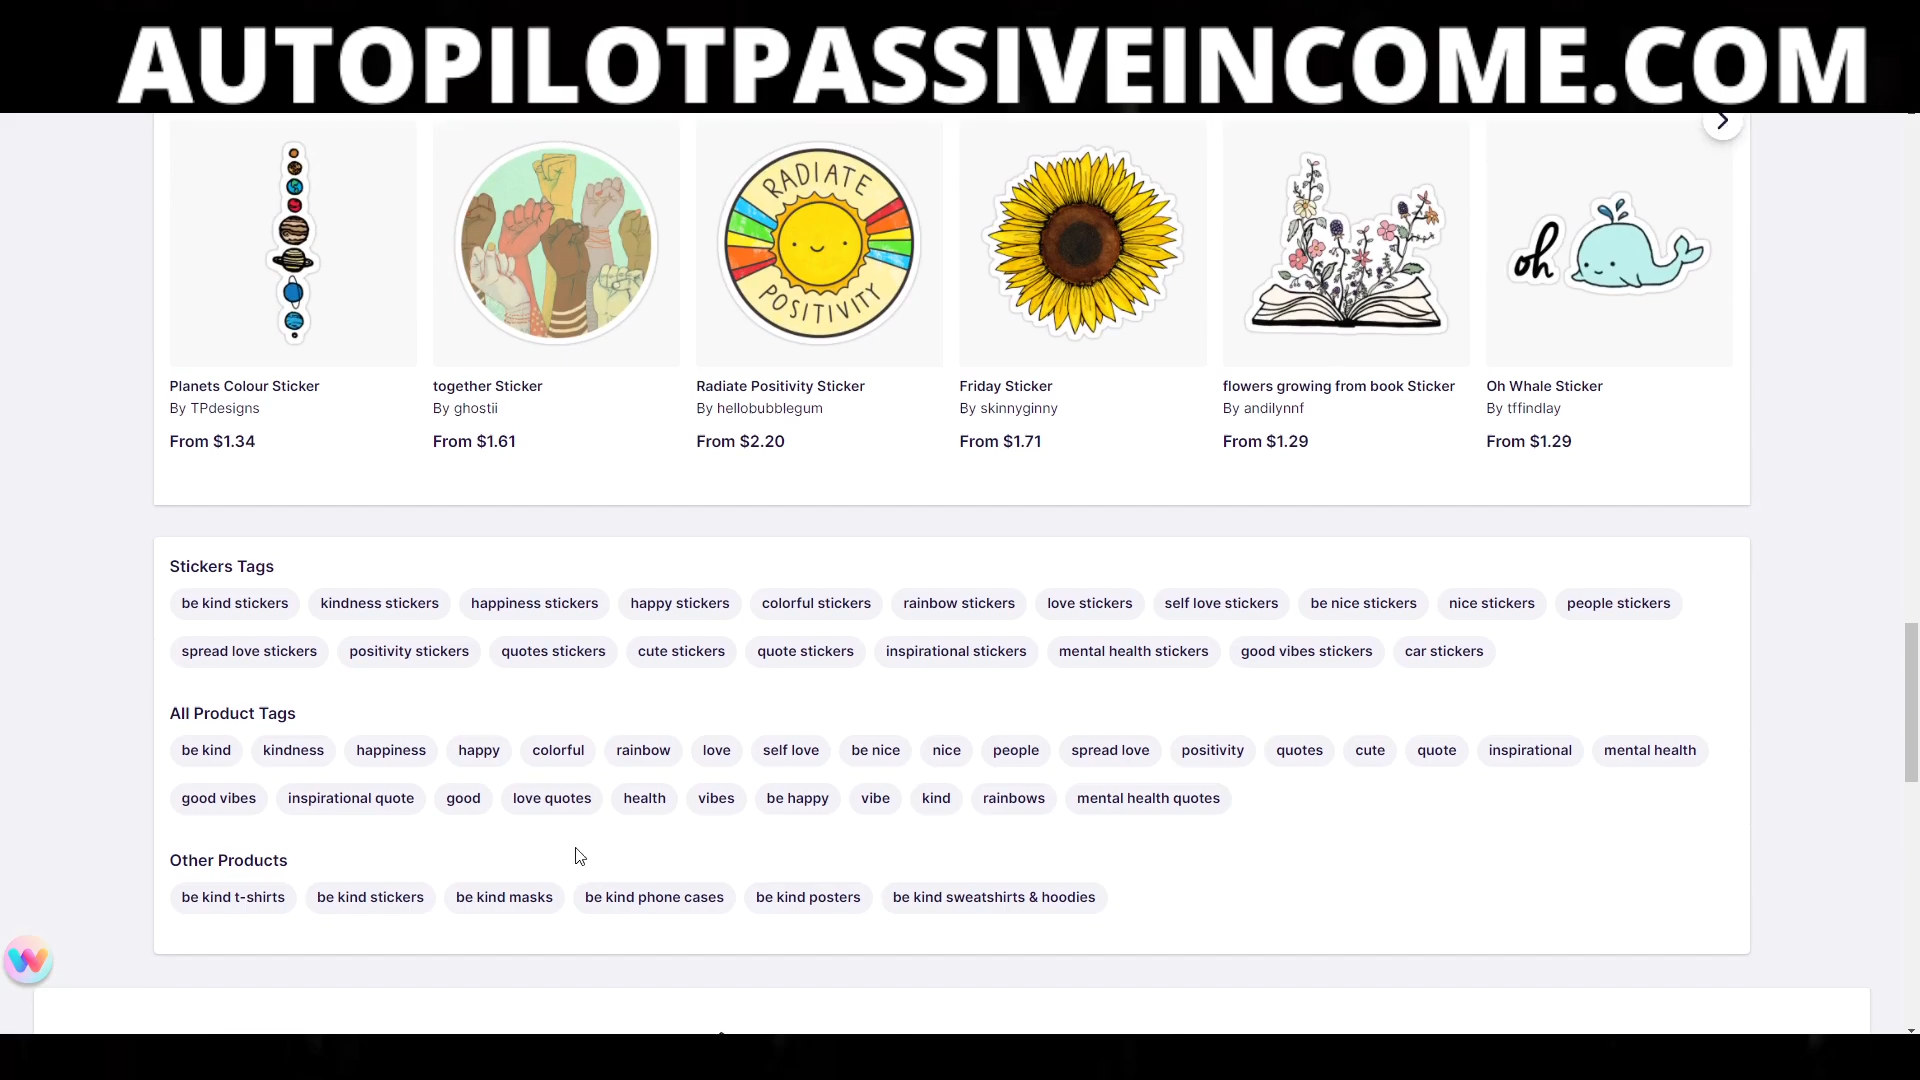 AUTOPILOTPASSIVEINCOME.COM
RADIATE
POSITIVITY
oh
Planets Colour Sticker
By TPdesigns
From $1.34
together Sticker
By ghostii
From $1.61
Radiate Positivity Sticker
By hellobubblegum
From $2.20
Friday Sticker
By skinnyginny
From $1.71
flowers growing from book Sticker
By andilynnf
From $1.29
Oh Whale Sticker
By tffindlay
From $1.29
Stickers Tags
be kind stickers kindness stickers happiness stickers happy stickers colorful stickers rainbow stickers love stickers self love stickers be nice stickers nice stickers people stickers
spread love stickers positivity stickers quotes stickers cute stickers quote stickers inspirational stickers mental health stickers good vibes stickers car stickers
All Product Tags
be kind kindness happiness happy colorful rainbow love self love be nice nice people spread love positivity quotes cute quote inspirational mental health
good vibes inspirational quote good love quotes health vibes be happy vibe kind rainbows mental health quotes
Other Products
be kind t-shirts be kind stickers be kind masks be kind phone cases be kind posters be kind sweatshirts & hoodies